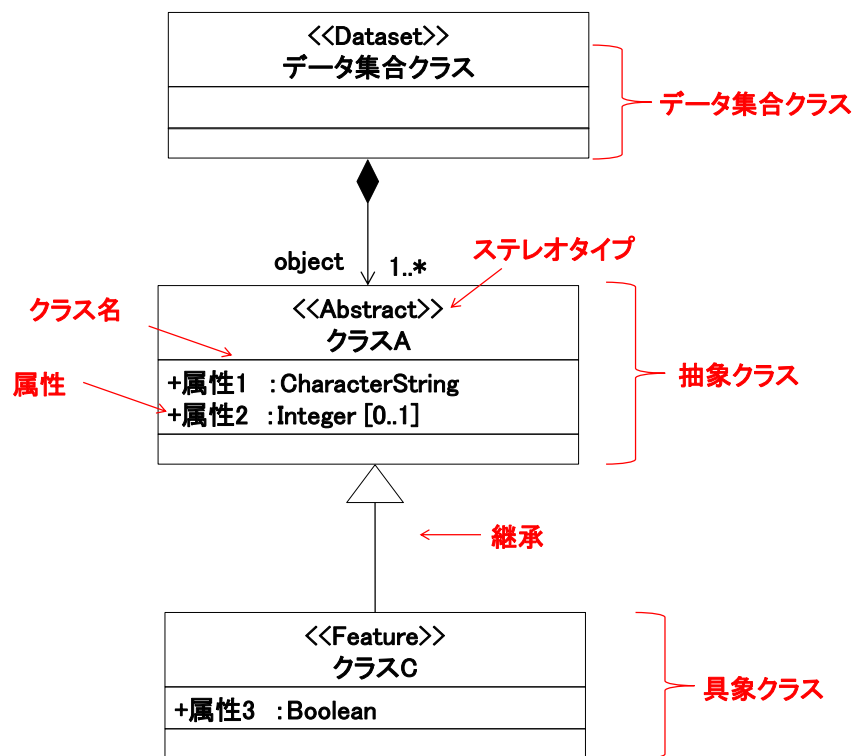 <<Dataset>>
データ集合クラス
データ集合クラス
object
1..*
ステレオタイプ
<<Abstract>>
クラスA
クラス名
属性
+属性1 :CharacterString
+属性2 :Integer [0..1]
抽象クラス
継承
<<Feature>>
クラスC
+属性3 :Boolean
具象クラス